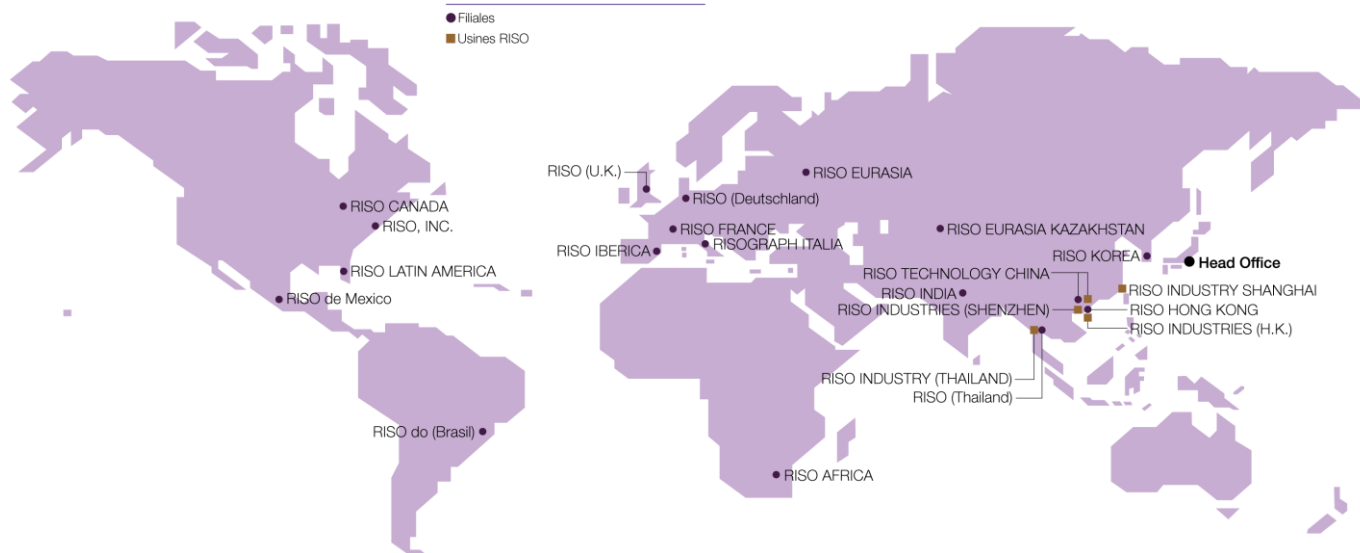 Filiales
Usines RISO
RISO (U.K.)
RISO EURASIA
RISO (Deutschland)
RISO CANADA
RISO, INC.
RISO FRANCE
RISO EURASIA KAZAKHSTAN
RISO IBERICA
RISOGRAPH ITALIA
RISO KOREA
Head Office
RISO LATIN AMERICA
RISO TECHNOLOGY CHINA
RISO de Mexico
RISO INDIA
RISO INDUSTRY SHANGHAI
RISO INDUSTRIES (SHENZHEN)
RISO HONG KONG
RISO INDUSTRIES (H.K.)
RISO INDUSTRY (THAILAND)
RISO (Thailand)
RISO do (Brasil)
RISO AFRICA